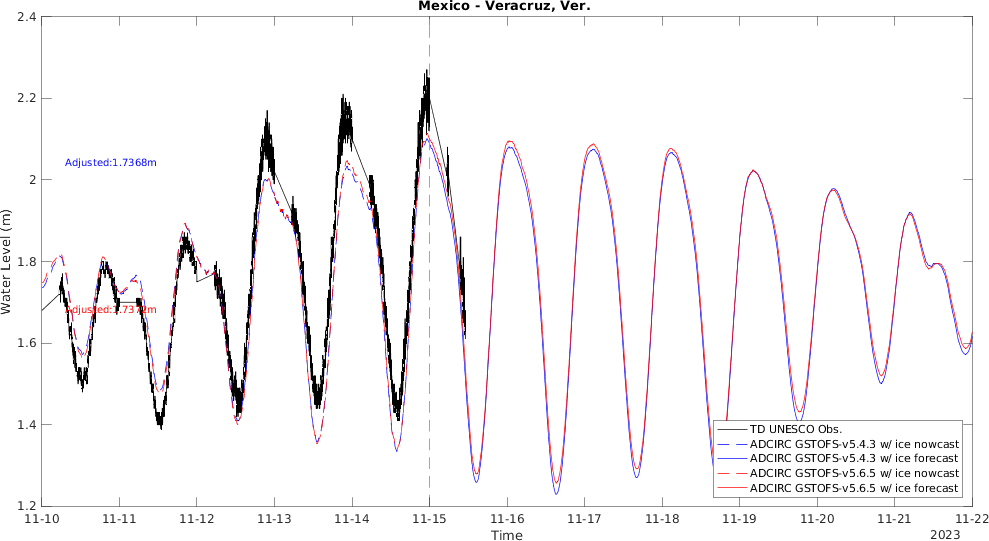 Mexico - Veracruz, Ver.
2.4
2.2
2
1.8
1.6
1.4
1.2
Water Level (m)
Adjusted:1.7368m
Adjusted:1.7372m
TD UNESCO Obs.
ADCIRC GSTOFS-v5.4.3 w/ ice nowcast
ADCIRC GSTOFS-v5.4.3 w/ ice forecast
ADCIRC GSTOFS-v5.6.5 w/ ice nowcast
ADCIRC GSTOFS-v5.6.5 w/ ice forecast
11-10 11-11 11-12 11-13 11-14 11-15 11-16 11-17 11-18 11-19 11-20 11-21 11-22
Time
2023